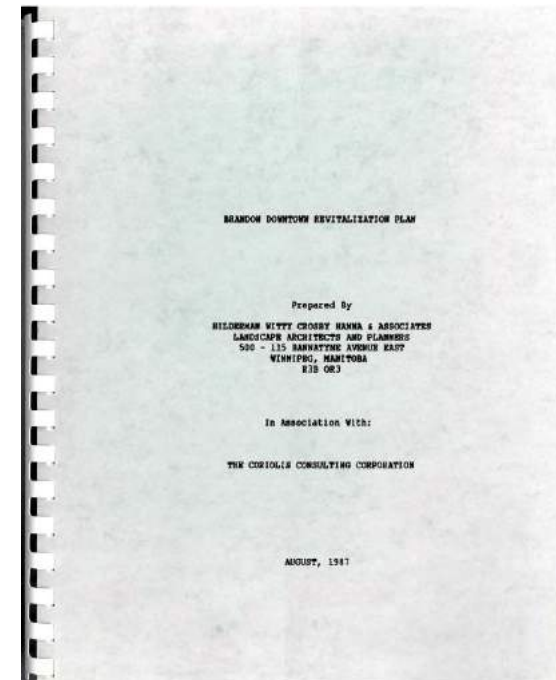 BRANDON DOWNTOWN REVITALIZATION PLAN
Prepared By
HILDERMAN WITTY CROSBY HANNA & ASSOCIATES
LANDSCAPE ARCHITECTS AND PLANNERS
500 - 115 BANNATYNE AVENUE EAST
WINNIPEG, MANITOBA
R3B OR3
In Association With:
THE CORIOLIS CONSULTING CORPORATION
AUGUST, 1987